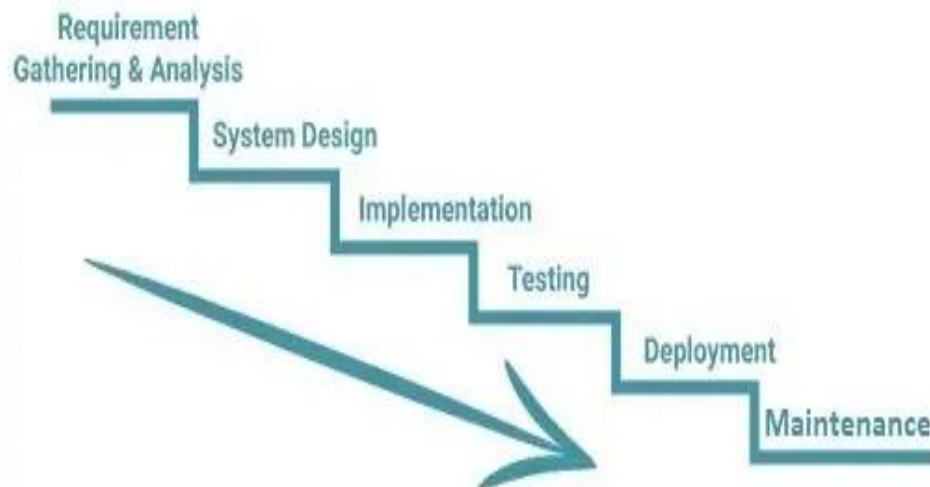 Requirement
Gathering & Analysis
System Design
Implementation
Testing
Deployment
Maintenance